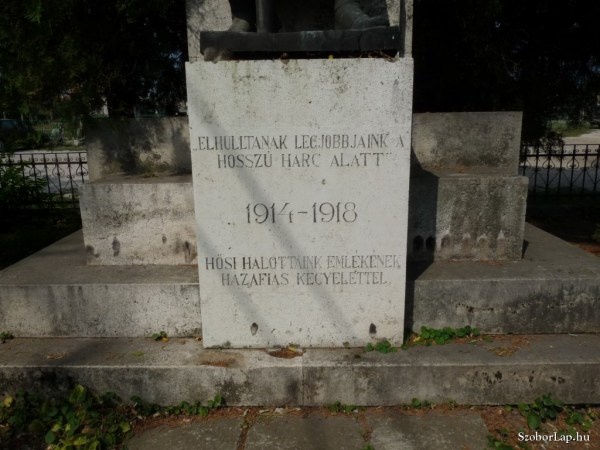 „ELHULLTANAK LEGJOBBJAINK A
HOSSZÚ HARC ALATT"
1914-1918
HŐSI HALOTTAINK EMLÉKÉNEK
HAZAFIAS KEGYELETTEL
SzoborLap.hu